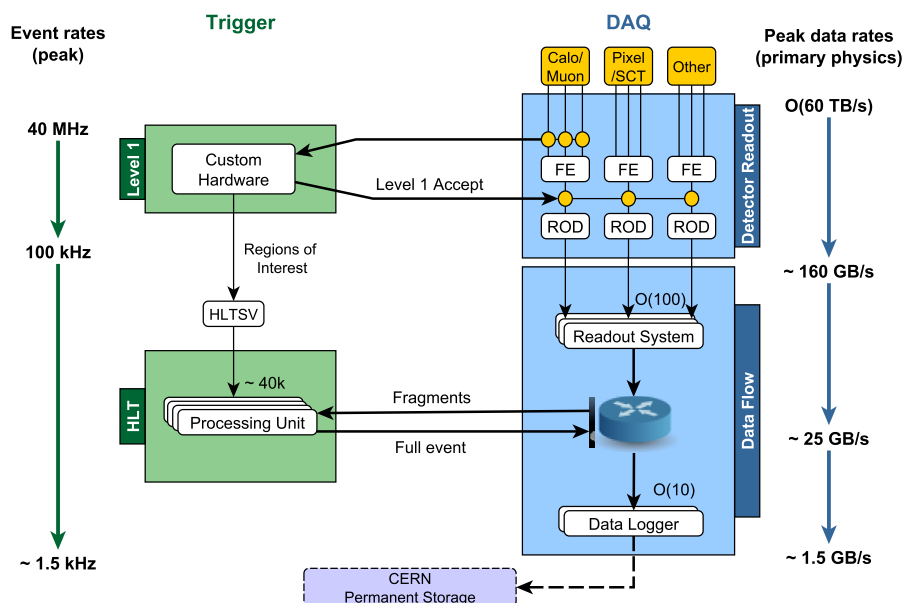 Trigger
DAQ
Event rates
(peak)
Peak data rates
(primary physics)
Calo/
Muon
Pixel
/SCT
Other
40 MHz
O(60 TB/s)
Level 1
Custom
Hardware
FE
FE
FE
Level 1 Accept
Detector Readout
ROD
ROD
ROD
100 kHz
Regions of
Interest
~ 160 GB/s
O(100)
HLTSV
Readout System
~ 40k
HLT
Processing Unit
Fragments
Full event
Data Flow
~ 25 GB/s
O(10)
Data Logger
~ 1.5 kHz
~ 1.5 GB/s
CERN
Permanent Storage